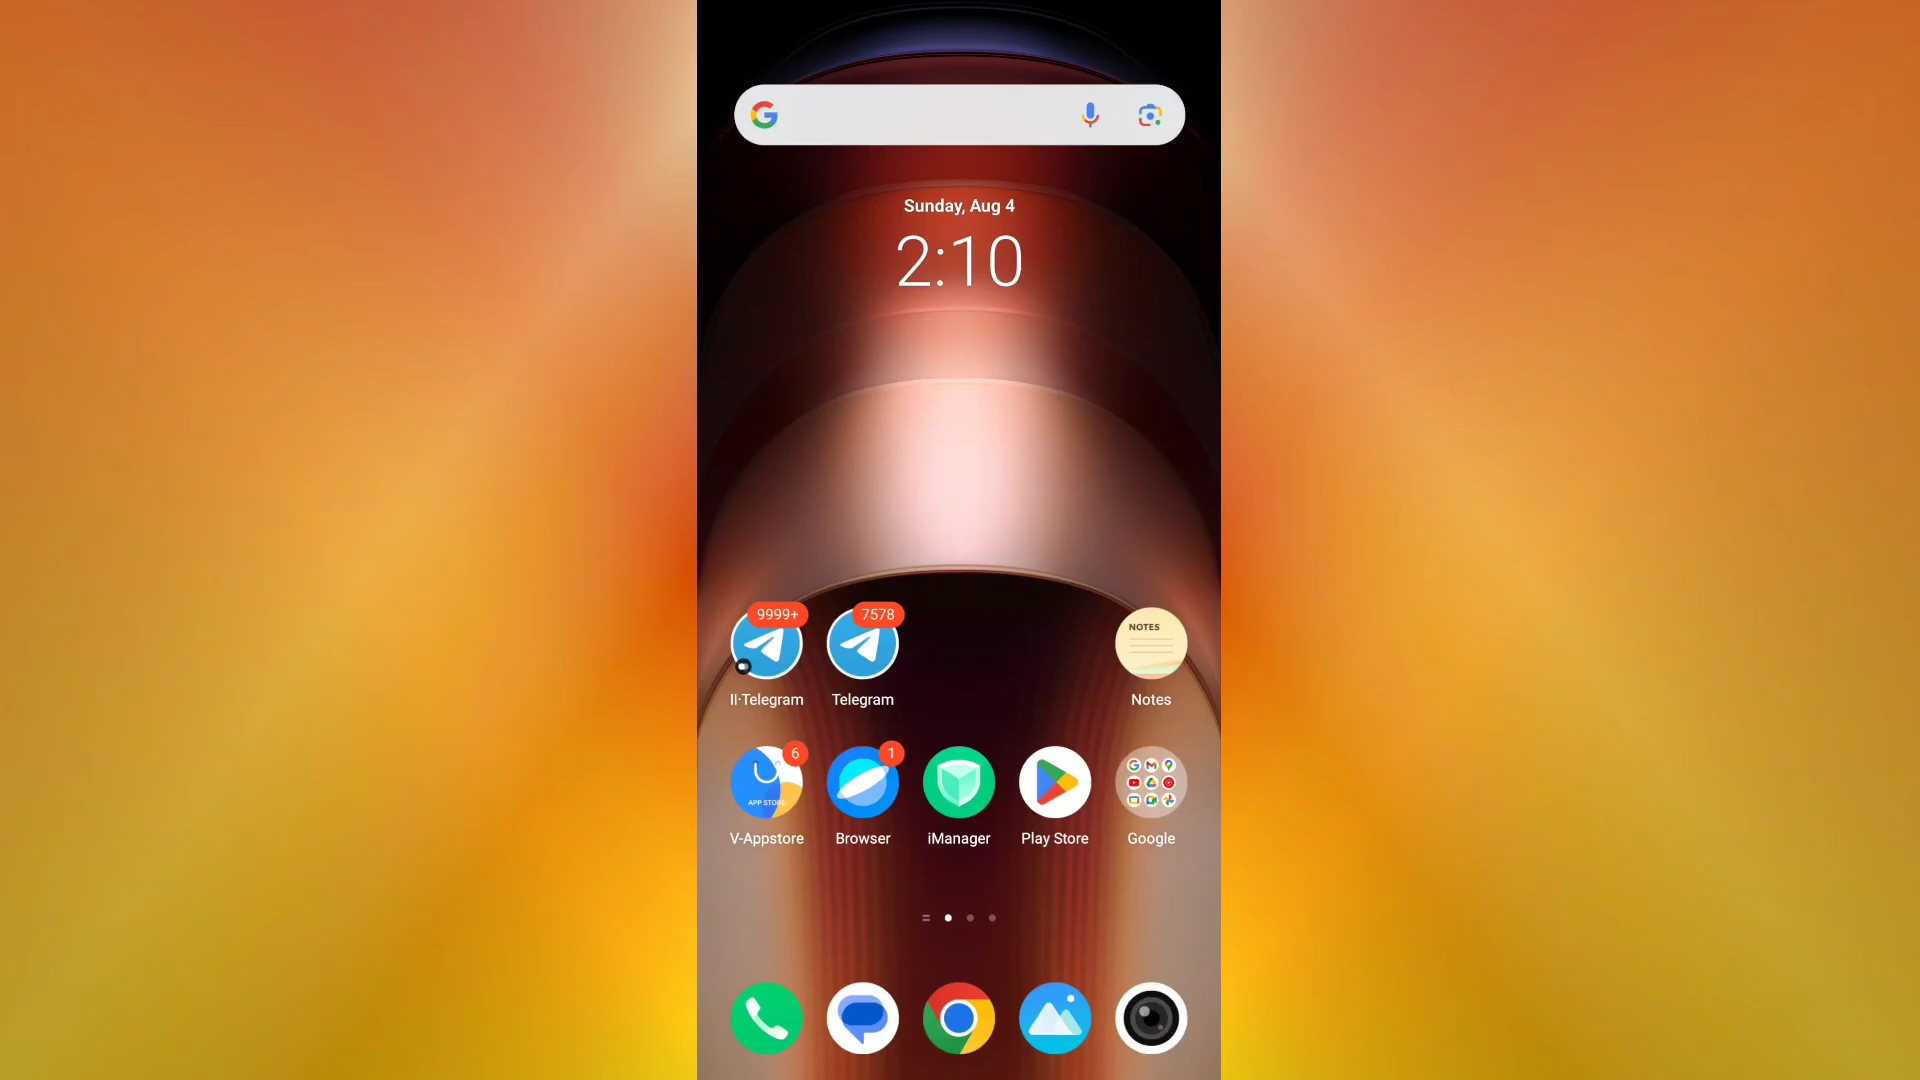 Sunday, Aug 4
2:10
9999+
7578
NOTES
II·Telegram
Telegram
Notes
6
1
APP STORE
V-Appstore
Browser
iManager
Play Store
Google